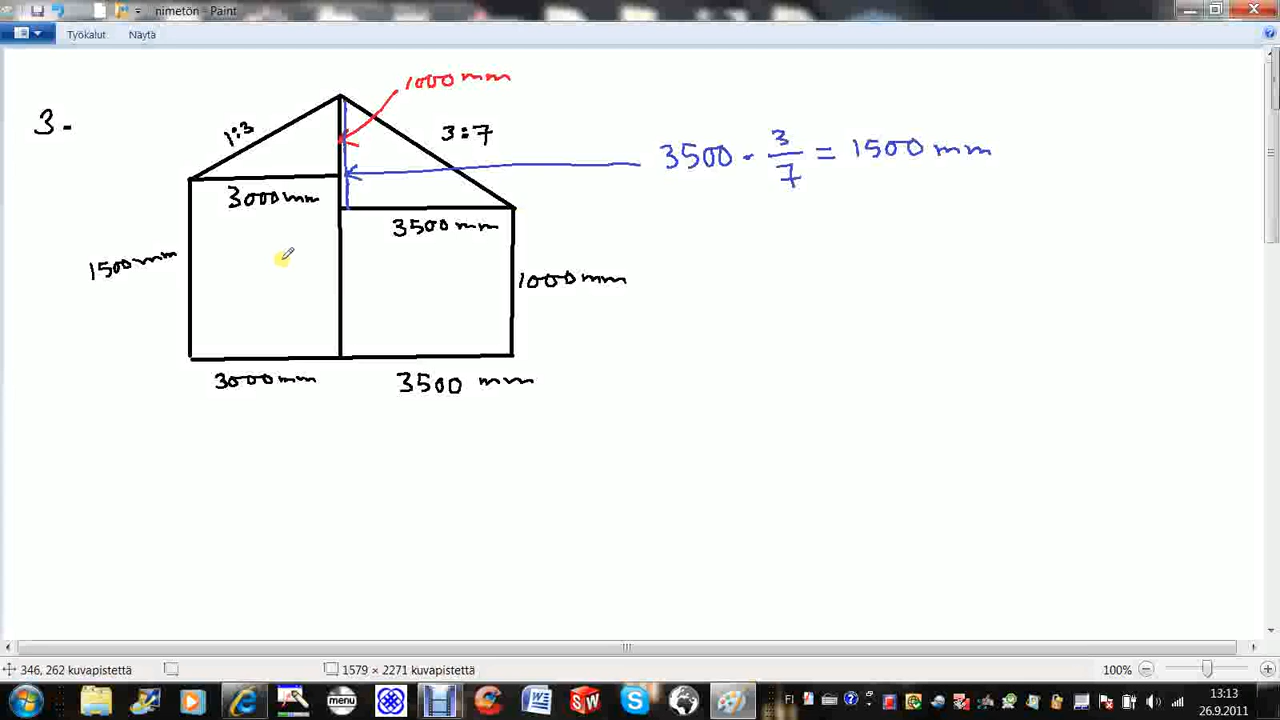 nimetön - Paint
Työkalut Näytä
3.
1:3
1000 mm
3:7
3500 · 3/7 = 1500 mm
3000 mm
3500 mm
1500 mm
1000 mm
3000 mm
3500 mm
346, 262 kuvapistettä
1579 × 2271 kuvapistettä
100%
menu
W
SW
S
FI
13:13
26.9.2011